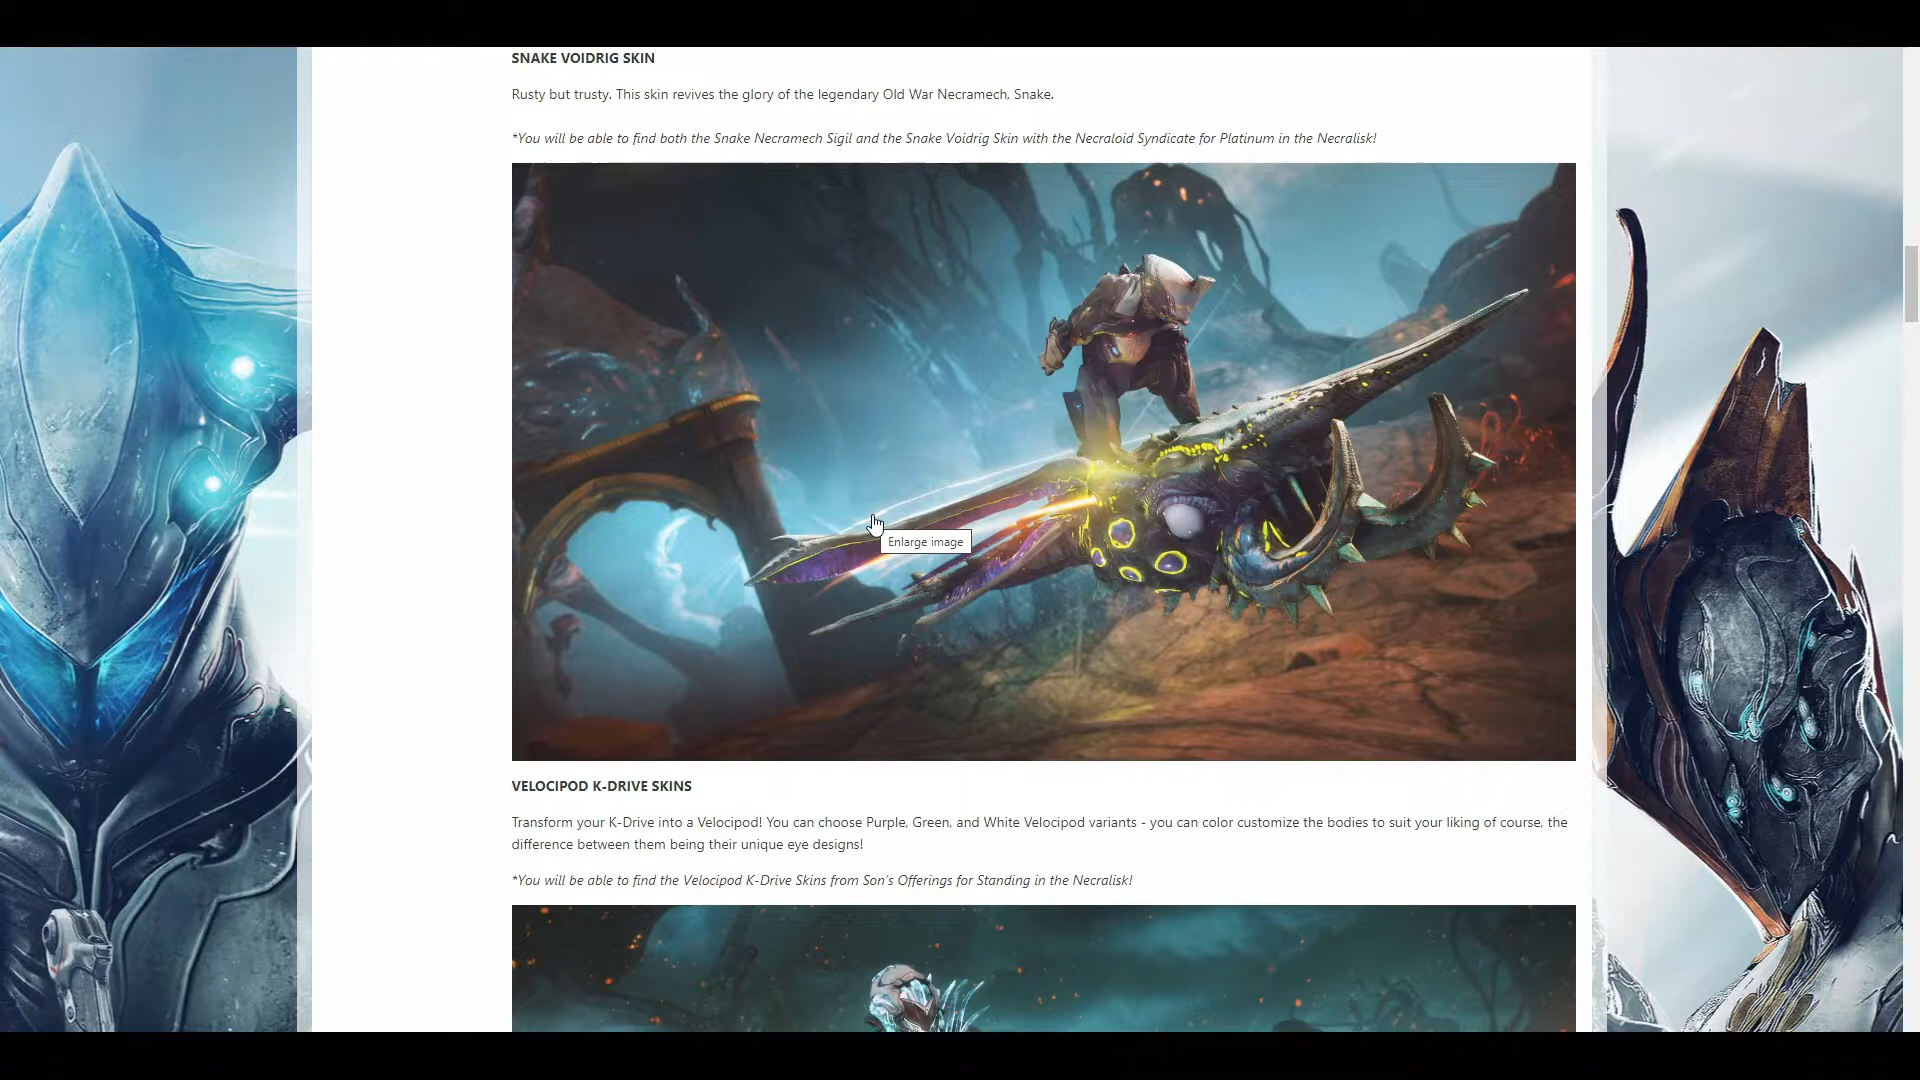 SNAKE VOIDRIG SKIN
Rusty but trusty. This skin revives the glory of the legendary Old War Necramech, Snake.
*You will be able to find both the Snake Necramech Sigil and the Snake Voidrig Skin with the Necraloid Syndicate for Platinum in the Necralisk!
Enlarge image
VELOCIPOD K-DRIVE SKINS
Transform your K-Drive into a Velocipod! You can choose Purple, Green, and White Velocipod variants - you can color customize the bodies to suit your liking of course, the
difference between them being their unique eye designs!
*You will be able to find the Velocipod K-Drive Skins from Son's Offerings for Standing in the Necralisk!